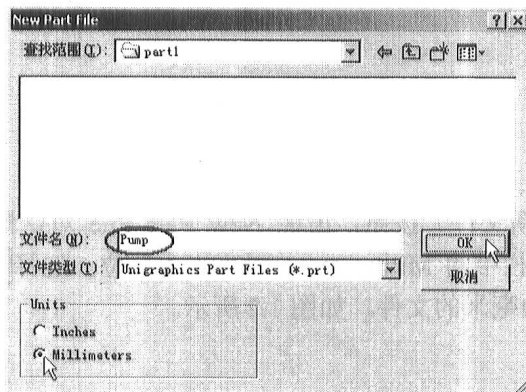 New Part File
查找范围(I): part1
文件名(N): Pump OK
文件类型(T): Unigraphics Part Files (*.prt) 取消
Units
Inches
Millimeters